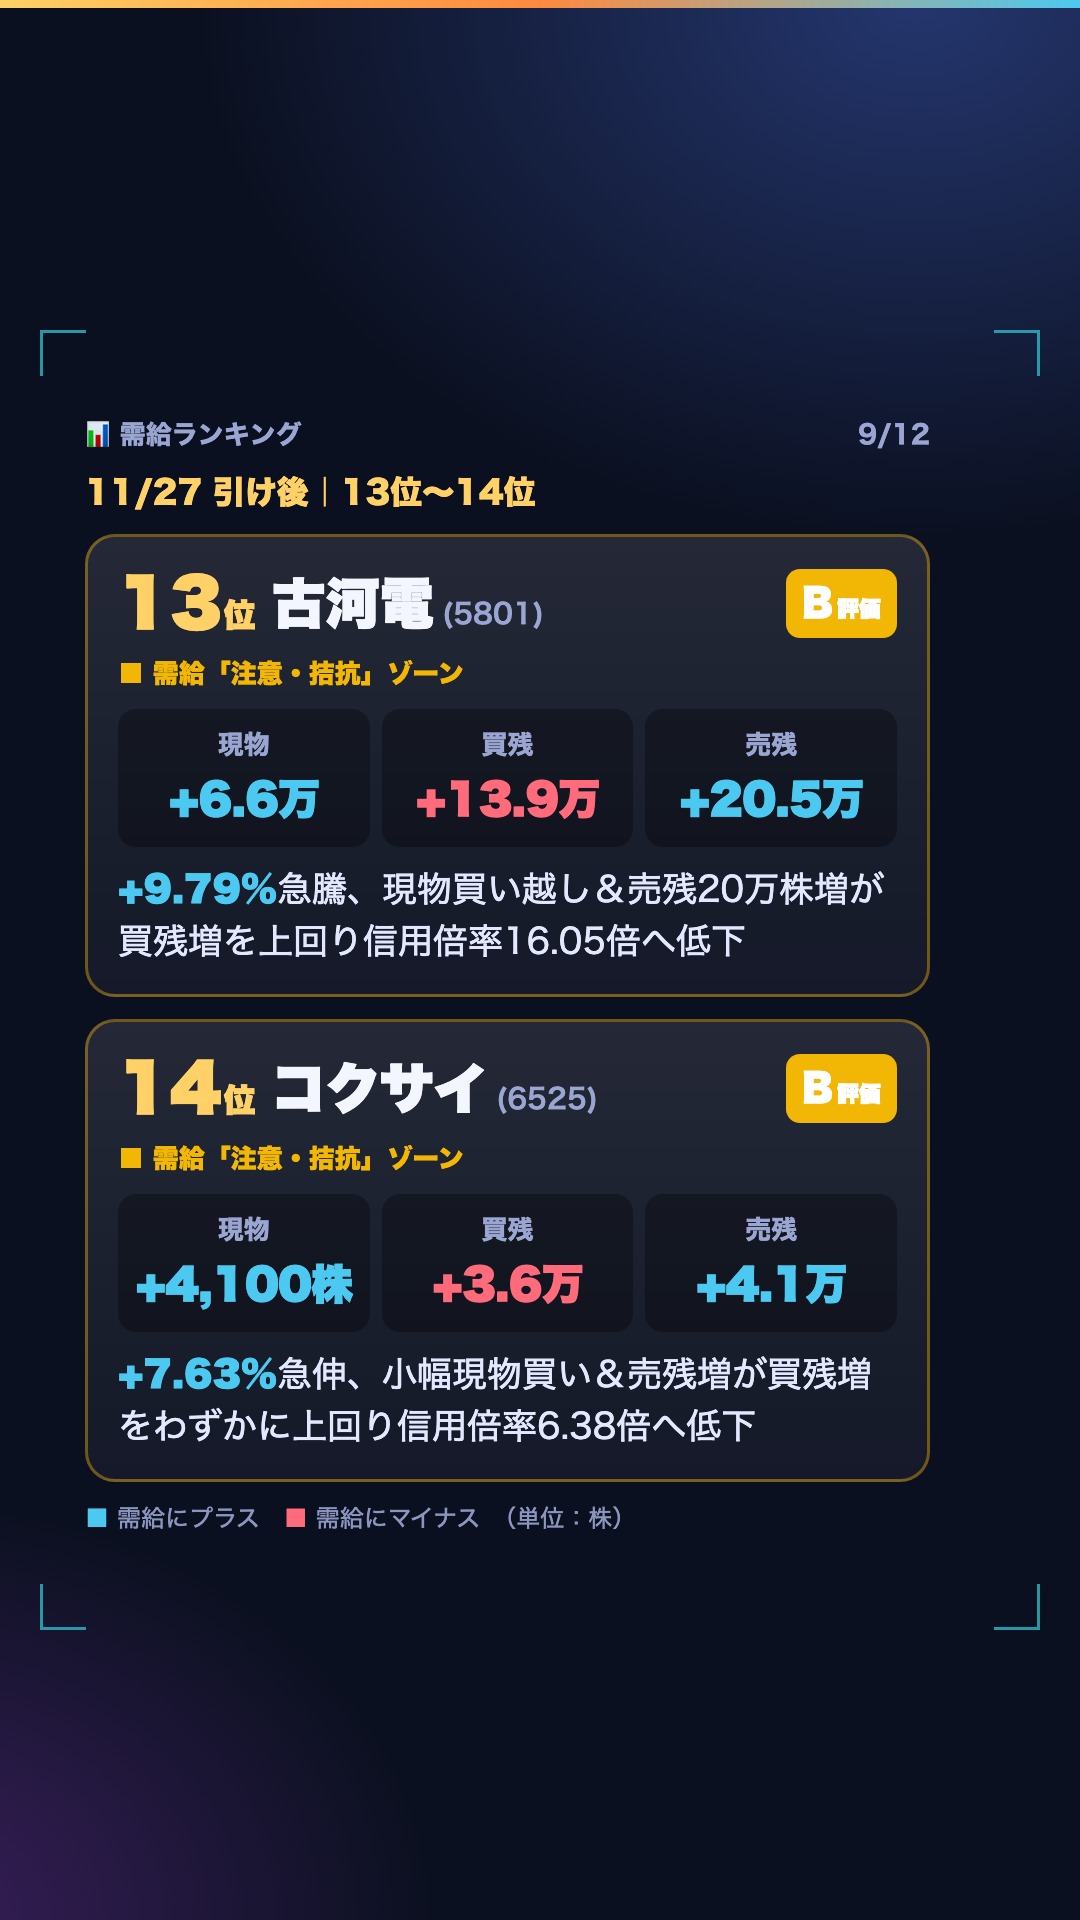 需給ランキング
9/12
11/27 引け後｜13位〜14位
13位 古河電 (5801)
B評価
■ 需給「注意・拮抗」ゾーン
現物
買残
売残
+6.6万
+13.9万
+20.5万
+9.79%急騰、現物買い越し＆売残20万株増が
買残増を上回り信用倍率16.05倍へ低下
14位 コクサイ (6525)
B評価
■ 需給「注意・拮抗」ゾーン
現物
買残
売残
+4,100株
+3.6万
+4.1万
+7.63%急伸、小幅現物買い＆売残増が買残増
をわずかに上回り信用倍率6.38倍へ低下
■ 需給にプラス ■ 需給にマイナス （単位：株）